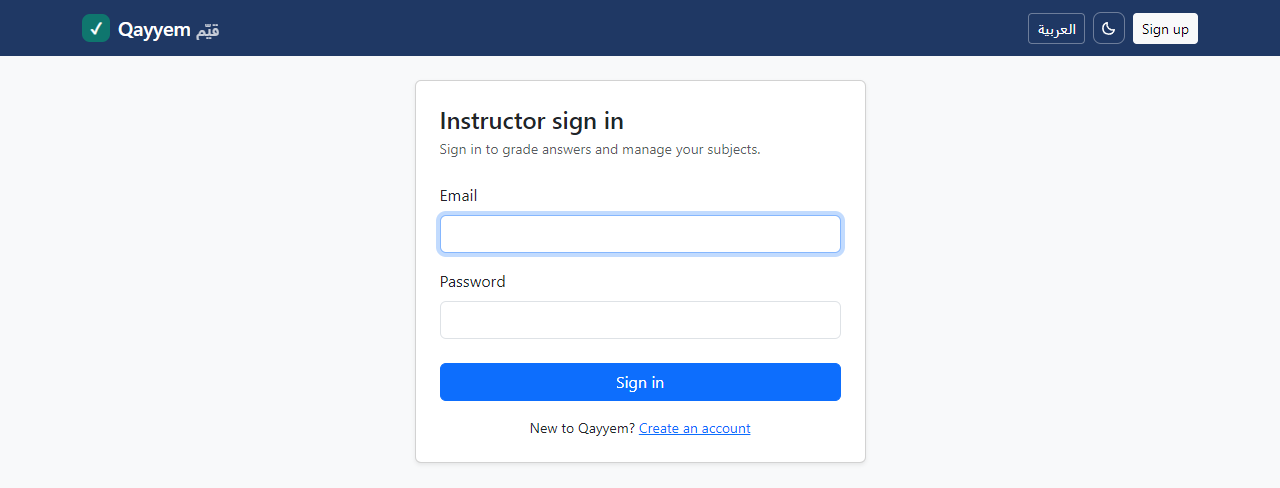 ✓ Qayyem قيّم
العربية
Sign up
Instructor sign in
Sign in to grade answers and manage your subjects.
Email
Password
Sign in
New to Qayyem? Create an account